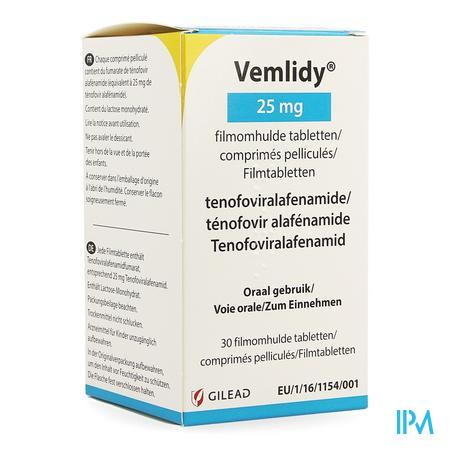 FR Chaque comprimé pelliculé
contient du fumarate de ténofovir
alafénamide (équivalent à 25 mg de
ténofovir alafénamide).
Contient du lactose monohydraté.
Lire la notice avant utilisation.
Ne pas avaler le dessicant.
Tenir hors de la vue et de la portée
des enfants.
A conserver dans l'emballage d'origine
à l'abri de l'humidité. Conserver le flacon
soigneusement fermé.
DE Jede Filmtablette enthält
Tenofoviralafenamidfumarat,
entsprechend 25 mg Tenofoviralafenamid.
Enthält Lactose-Monohydrat.
Packungsbeilage beachten.
Trockenmittel nicht schlucken.
Arzneimittel für Kinder unzugänglich
aufbewahren.
In der Originalverpackung aufbewahren,
um den Inhalt vor Feuchtigkeit zu schützen.
Die Flasche fest verschlossen halten.
Vemlidy®
25 mg
filmomhulde tabletten/
comprimés pelliculés/
Filmtabletten
tenofoviralafenamide/
ténofovir alafénamide
Tenofoviralafenamid
Oraal gebruik/
Voie orale/Zum Einnehmen
30 filmomhulde tabletten/
comprimés pelliculés/Filmtabletten
GILEAD
EU/1/16/1154/001
IPM